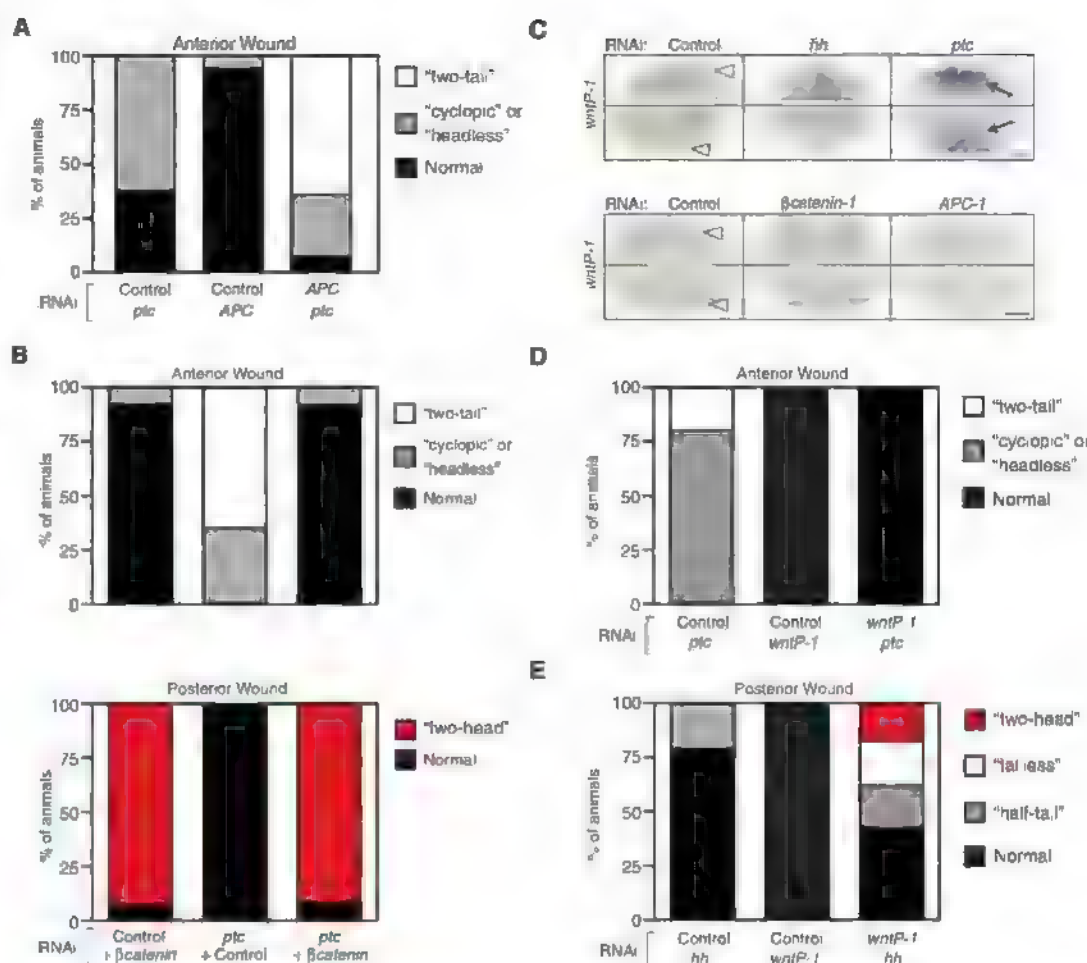 A
Anterior Wound
% of animals
100
75
50
25
0
"two-tail"
"cyclopic" or
"headless"
Normal
RNAi
Control
ptc
Control
APC
APC
ptc
B
Anterior Wound
% of animals
100
75
50
25
0
"two-tail"
"cyclopic" or
"headless"
Normal
Posterior Wound
% of animals
100
75
50
25
0
"two-head"
Normal
RNAi
Control
+ βcatenin
ptc
+ Control
ptc
+ βcatenin
C
RNAi: Control hh ptc
wntP-1
RNAi: Control βcatenin-1 APC-1
wntP-1
D
Anterior Wound
% of animals
100
75
50
25
0
"two-tail"
"cyclopic" or
"headless"
Normal
RNAi
Control
ptc
Control
wntP-1
wntP-1
ptc
E
Posterior Wound
% of animals
100
75
50
25
0
"two-head"
"tailless"
"half-tail"
Normal
RNAi
Control
hh
Control
wntP-1
wntP-1
hh